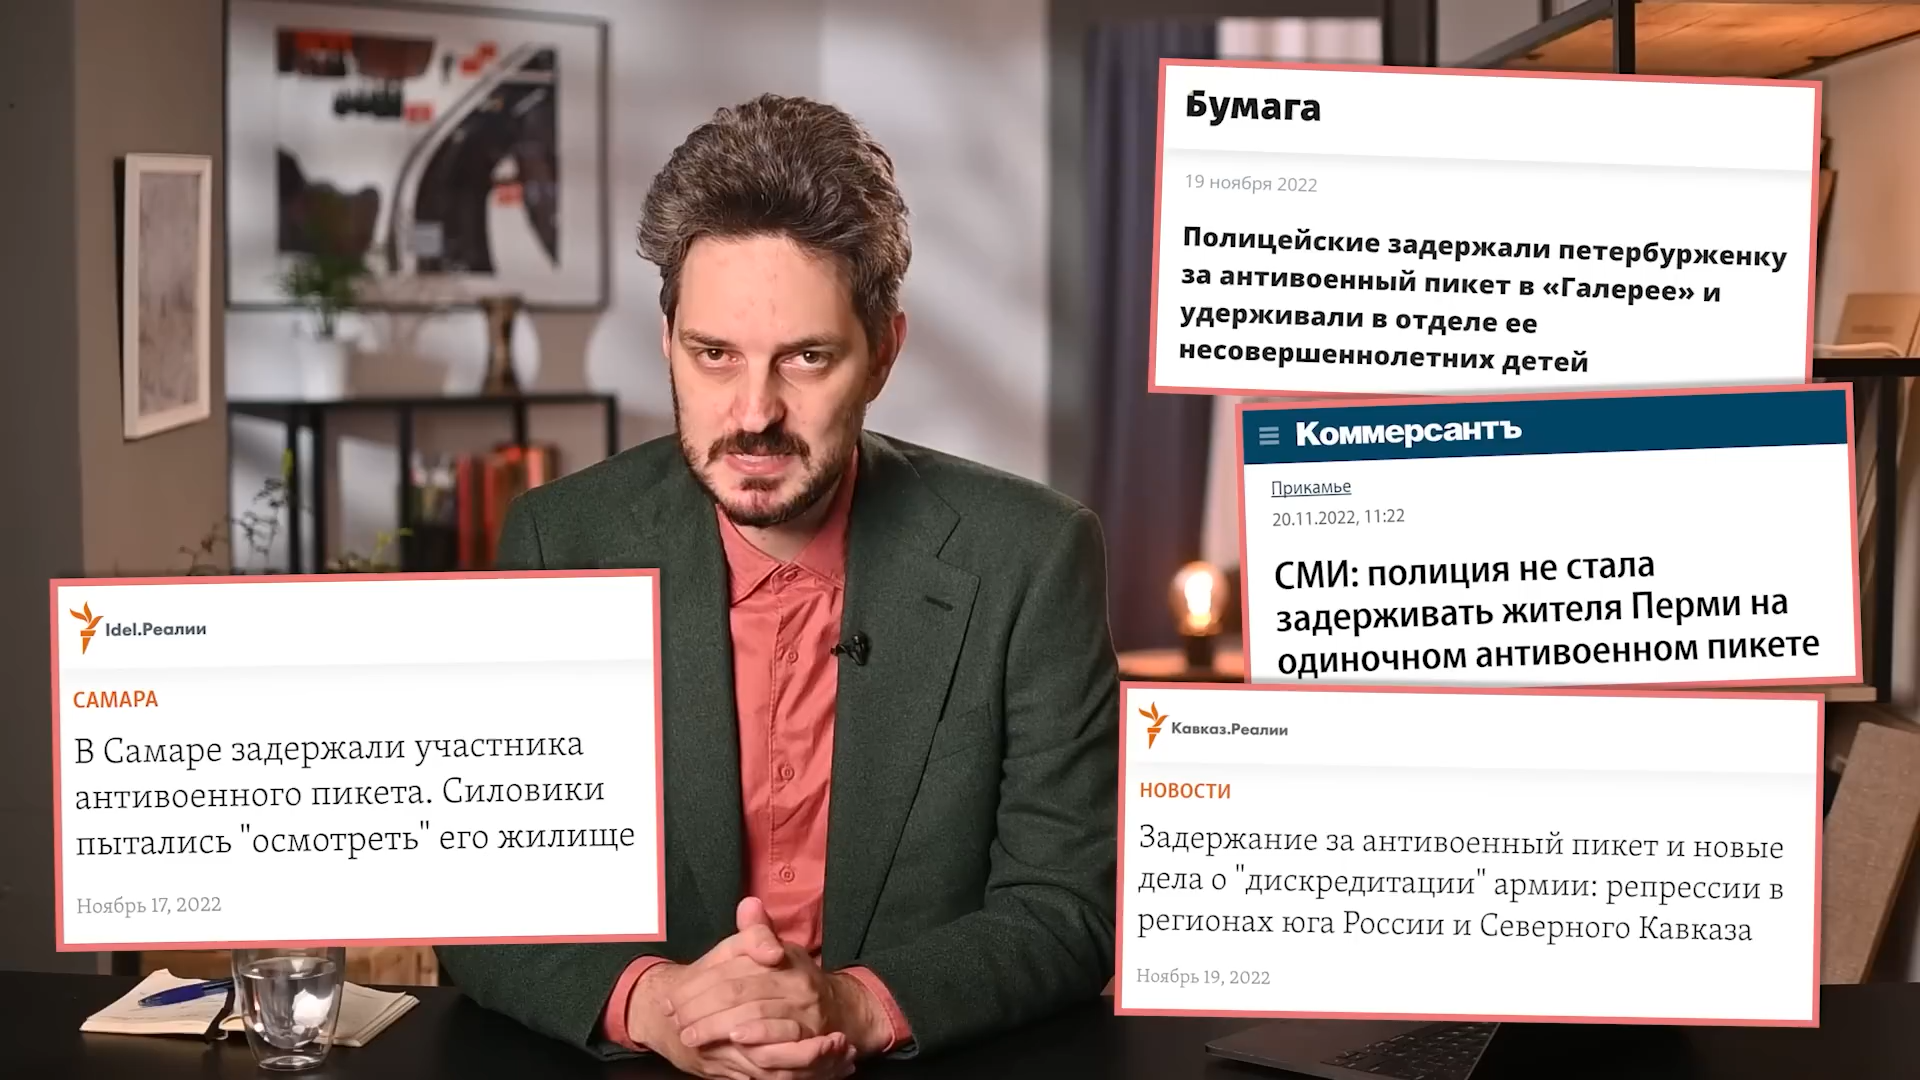 Бумага
19 ноября 2022
Полицейские задержали петербурженку
за антивоенный пикет в «Галерее» и
удерживали в отделе ее
несовершеннолетних детей
Коммерсантъ
Прикамье
20.11.2022, 11:22
СМИ: полиция не стала
задерживать жителя Перми на
одиночном антивоенном пикете
Idel.Реалии
САМАРА
В Самаре задержали участника
антивоенного пикета. Силовики
пытались "осмотреть" его жилище
Ноябрь 17, 2022
Кавказ.Реалии
НОВОСТИ
Задержание за антивоенный пикет и новые
дела о "дискредитации" армии: репрессии в
регионах юга России и Северного Кавказа
Ноябрь 19, 2022